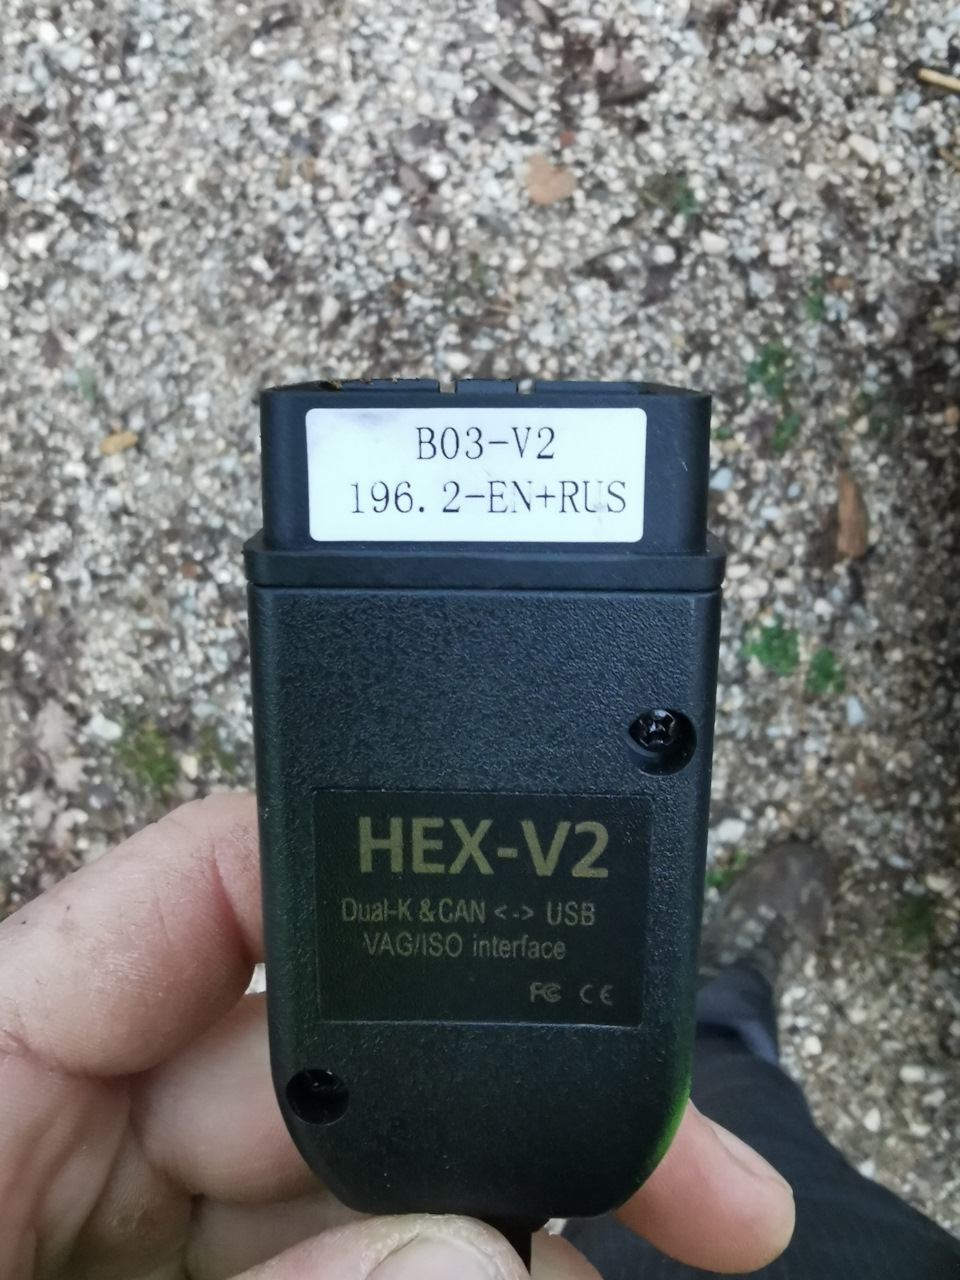 B03-V2
196.2-EN+RUS
HEX-V2
Dual-K &CAN <-> USB
VAG/ISO interface
FC CE